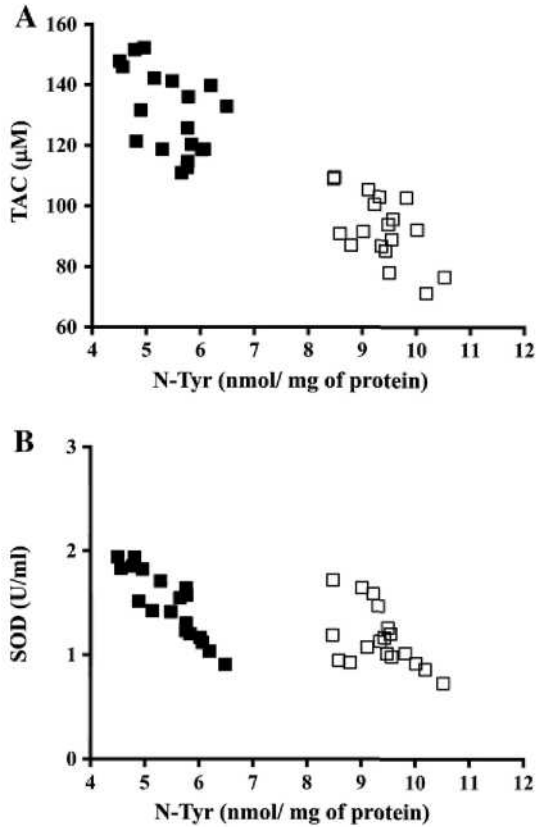 A
160
140
120
100
80
60
TAC (μM)
4 5 6 7 8 9 10 11 12
N-Tyr (nmol/ mg of protein)
B
3
2
1
0
SOD (U/ml)
4 5 6 7 8 9 10 11 12
N-Tyr (nmol/ mg of protein)